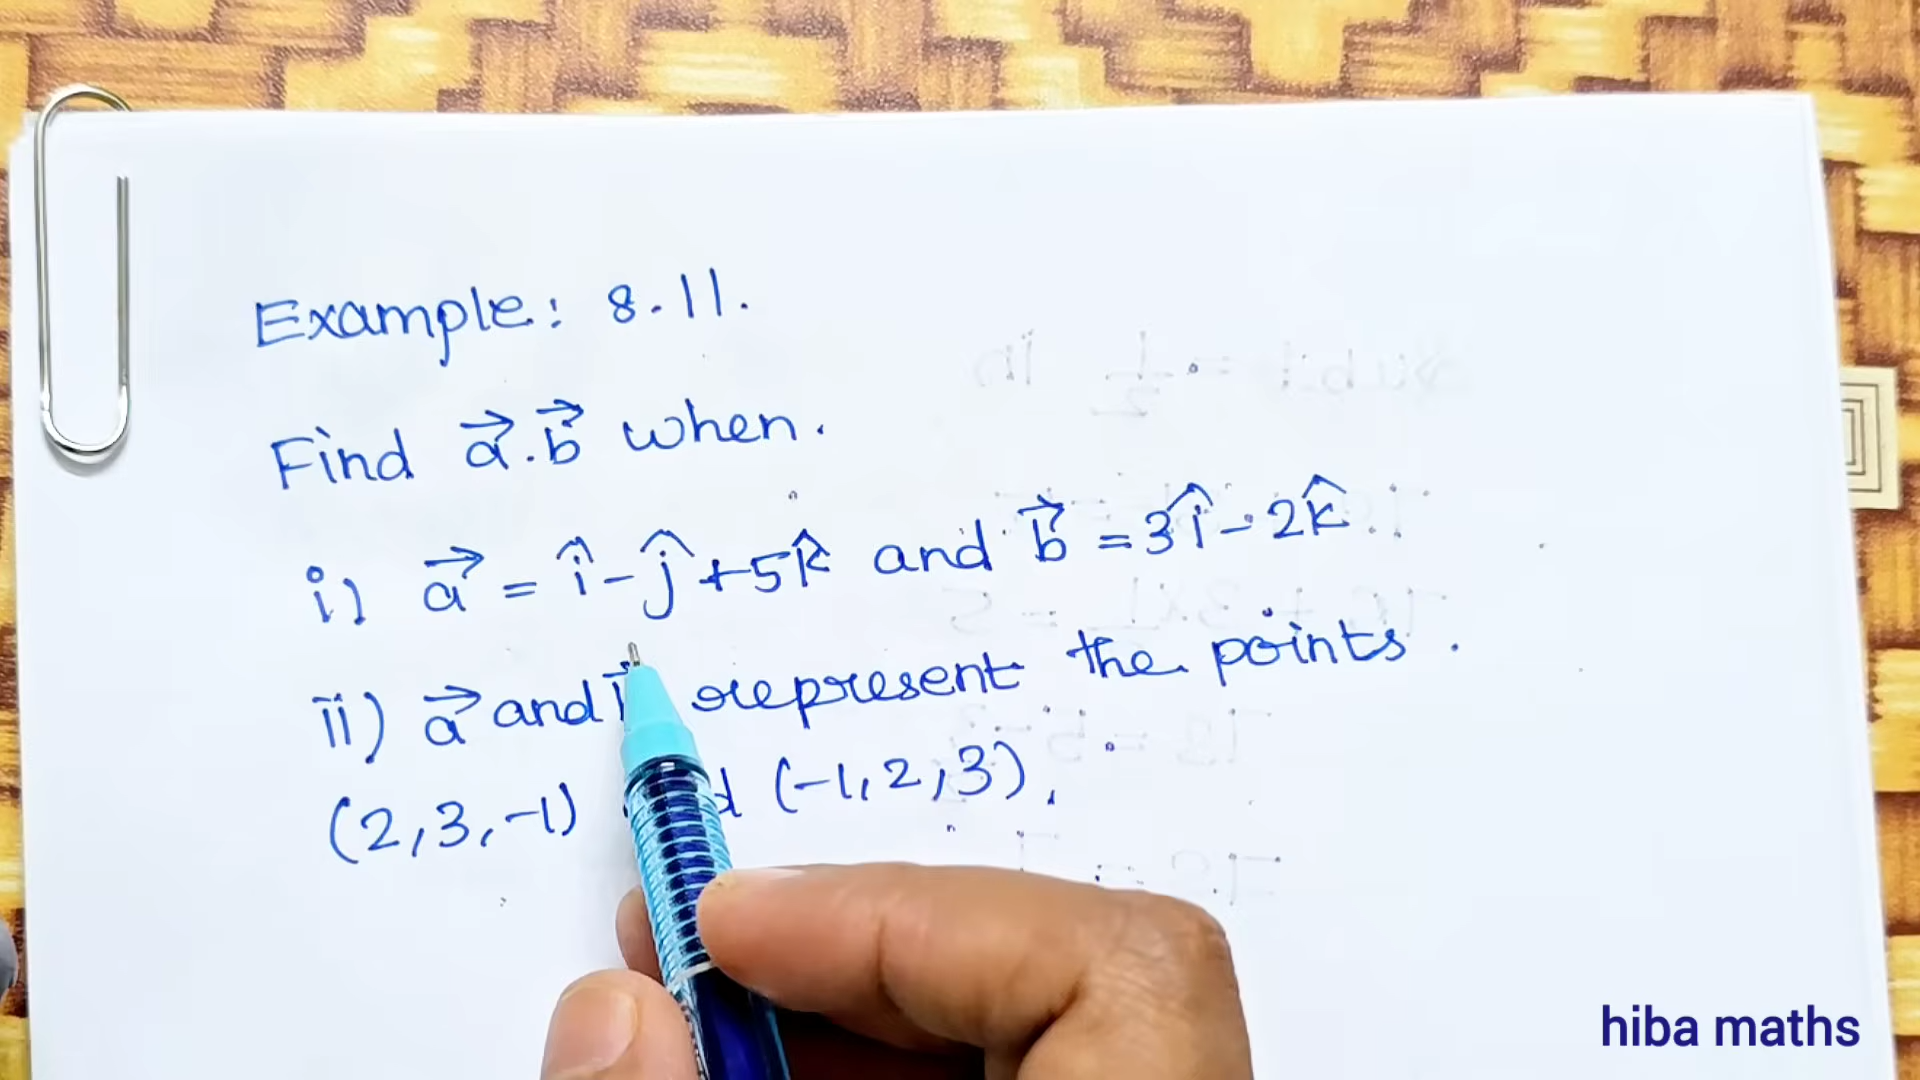 Example: 8.11.
Find a⃗.b⃗ when.
i) a⃗ = î - ĵ + 5k̂ and b⃗ = 3î - 2k̂.
ii) a⃗ and represent the points.
(2,3,-1) (-1,2,3).
hiba maths